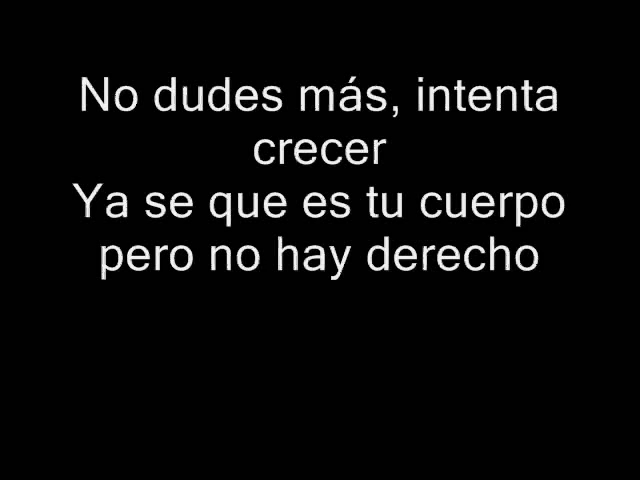 No dudes más, intenta
crecer
Ya se que es tu cuerpo
pero no hay derecho